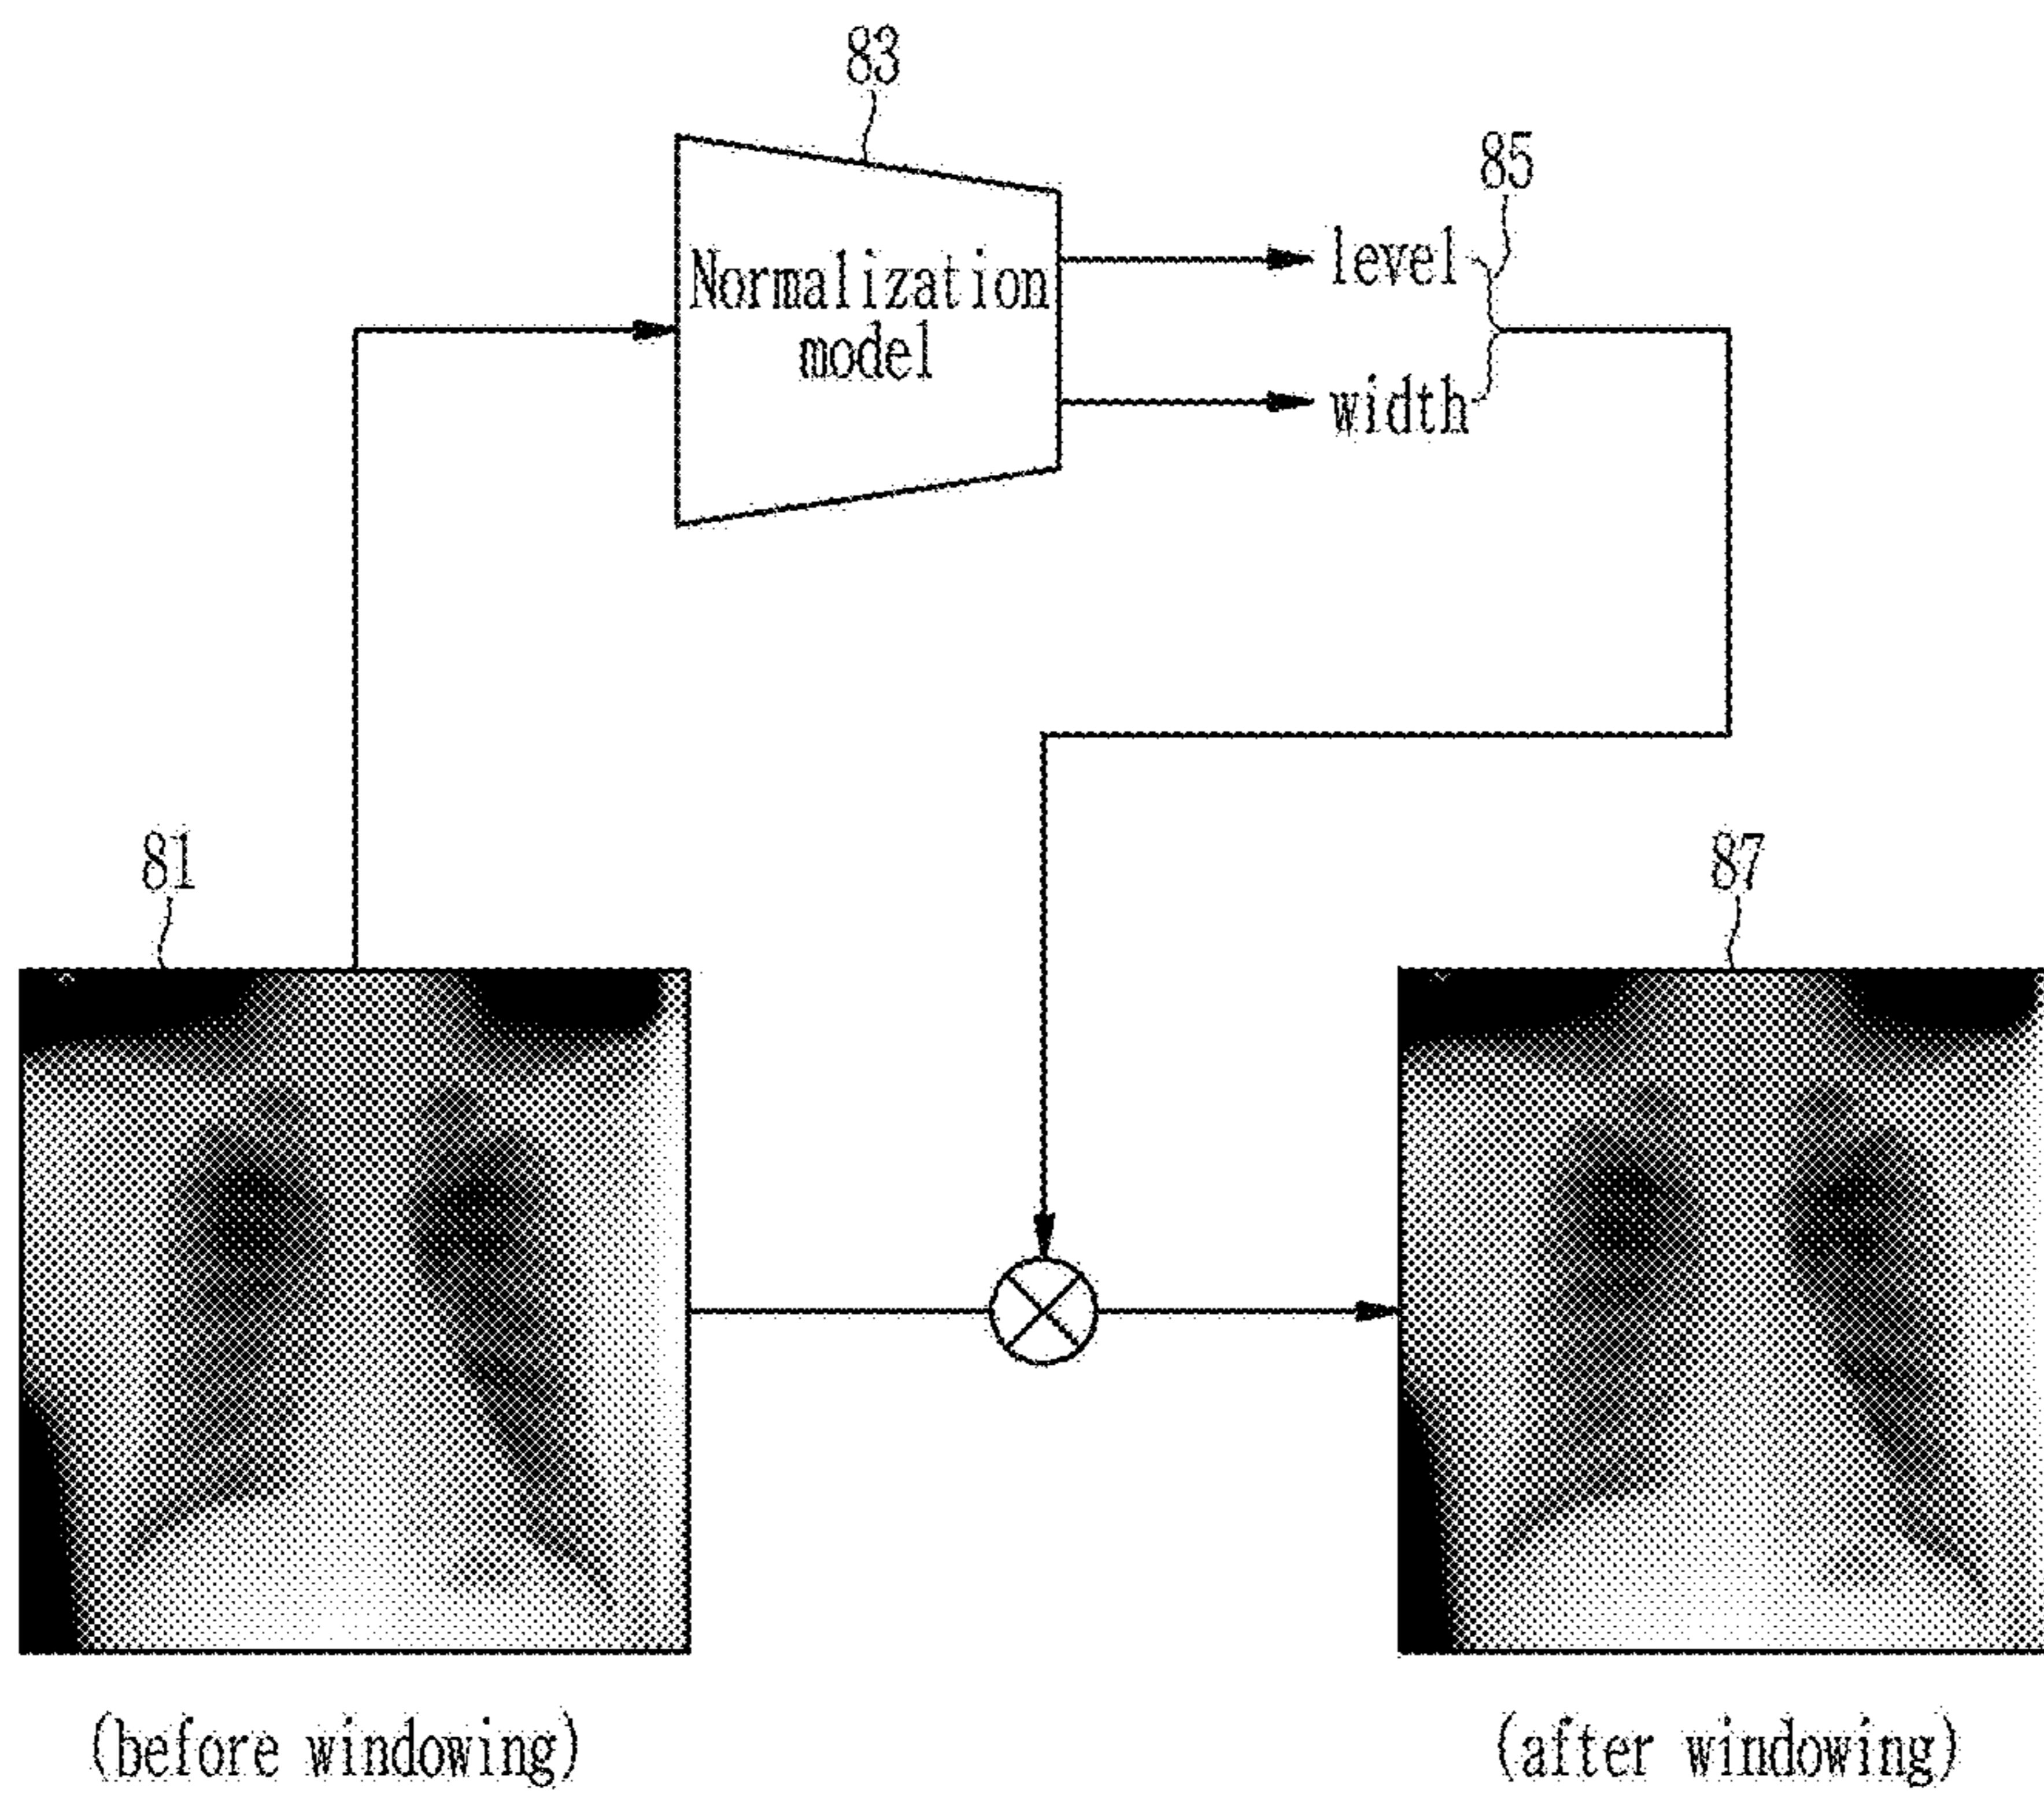 83
85
Normalization
model
level
width
81
87
(before windowing)
(after windowing)